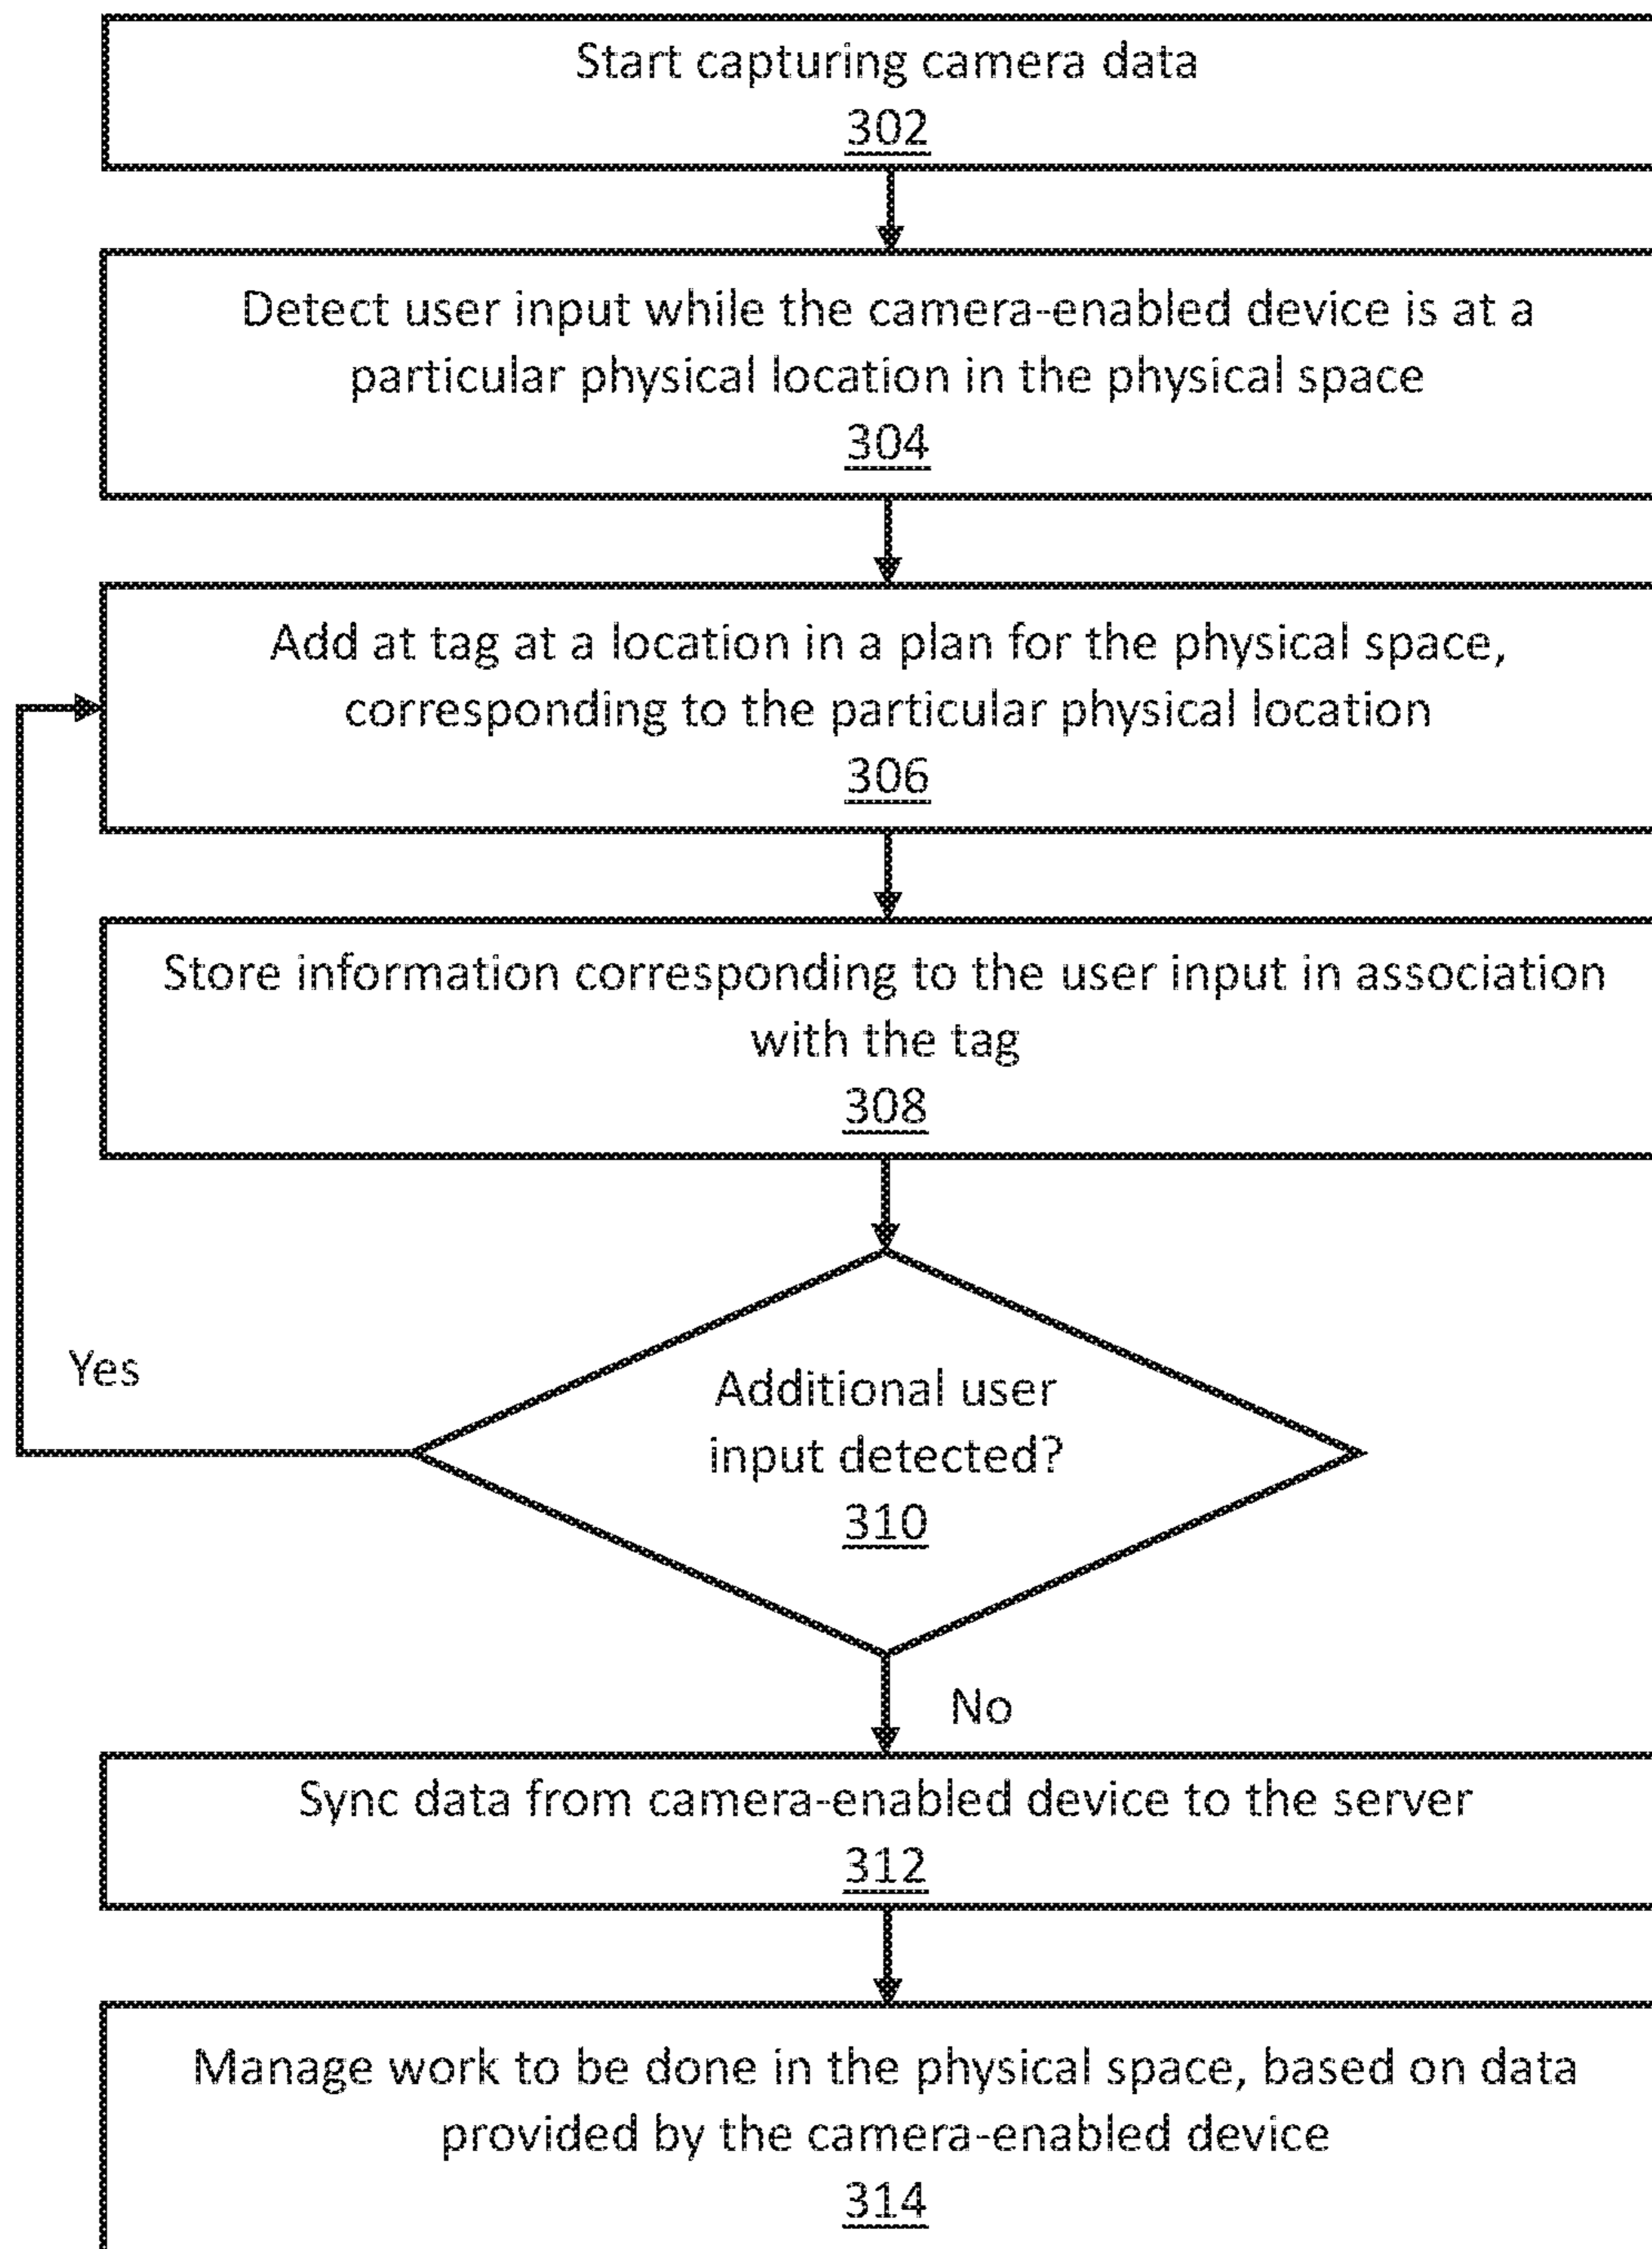 Start capturing camera data
302
Detect user input while the camera-enabled device is at a
particular physical location in the physical space
304
Add at tag at a location in a plan for the physical space,
corresponding to the particular physical location
306
Store information corresponding to the user input in association
with the tag
308
Yes
Additional user
input detected?
310
No
Sync data from camera-enabled device to the server
312
Manage work to be done in the physical space, based on data
provided by the camera-enabled device
314